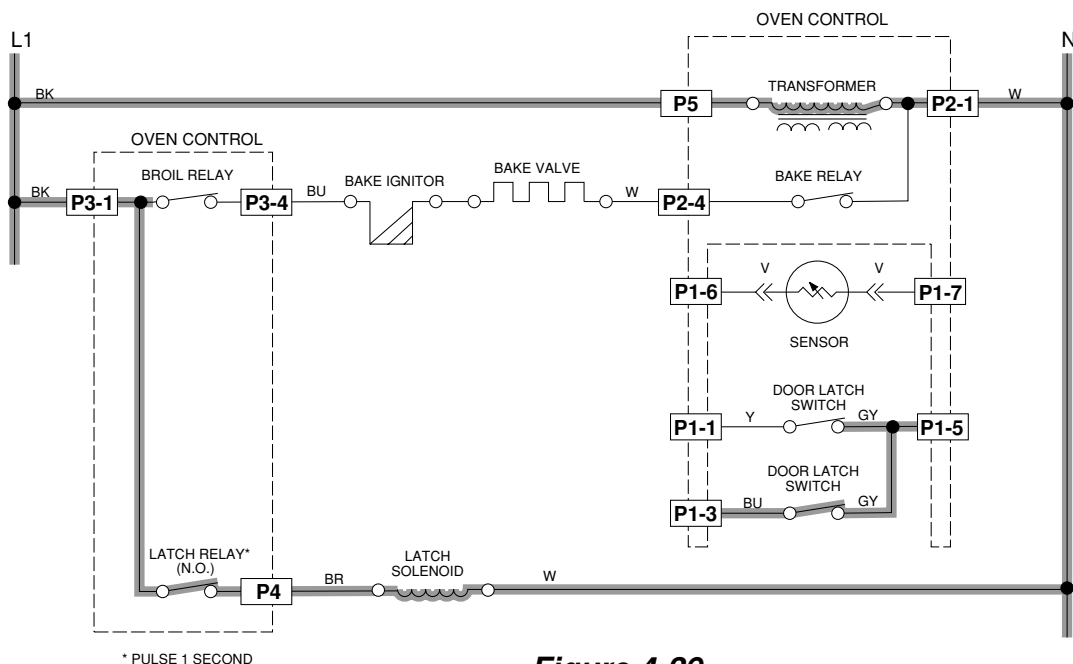 OVEN CONTROL
L1
N
TRANSFORMER
BK
P5
P2-1
W
OVEN CONTROL
BROIL RELAY
BAKE IGNITOR
BAKE VALVE
BAKE RELAY
BK
P3-1
P3-4
BU
W
P2-4
V
V
P1-6
P1-7
SENSOR
DOOR LATCH
SWITCH
P1-1
Y
GY
P1-5
DOOR LATCH
SWITCH
P1-3
BU
GY
LATCH RELAY*
(N.O.)
P4
BR
LATCH
SOLENOID
W
* PULSE 1 SECOND